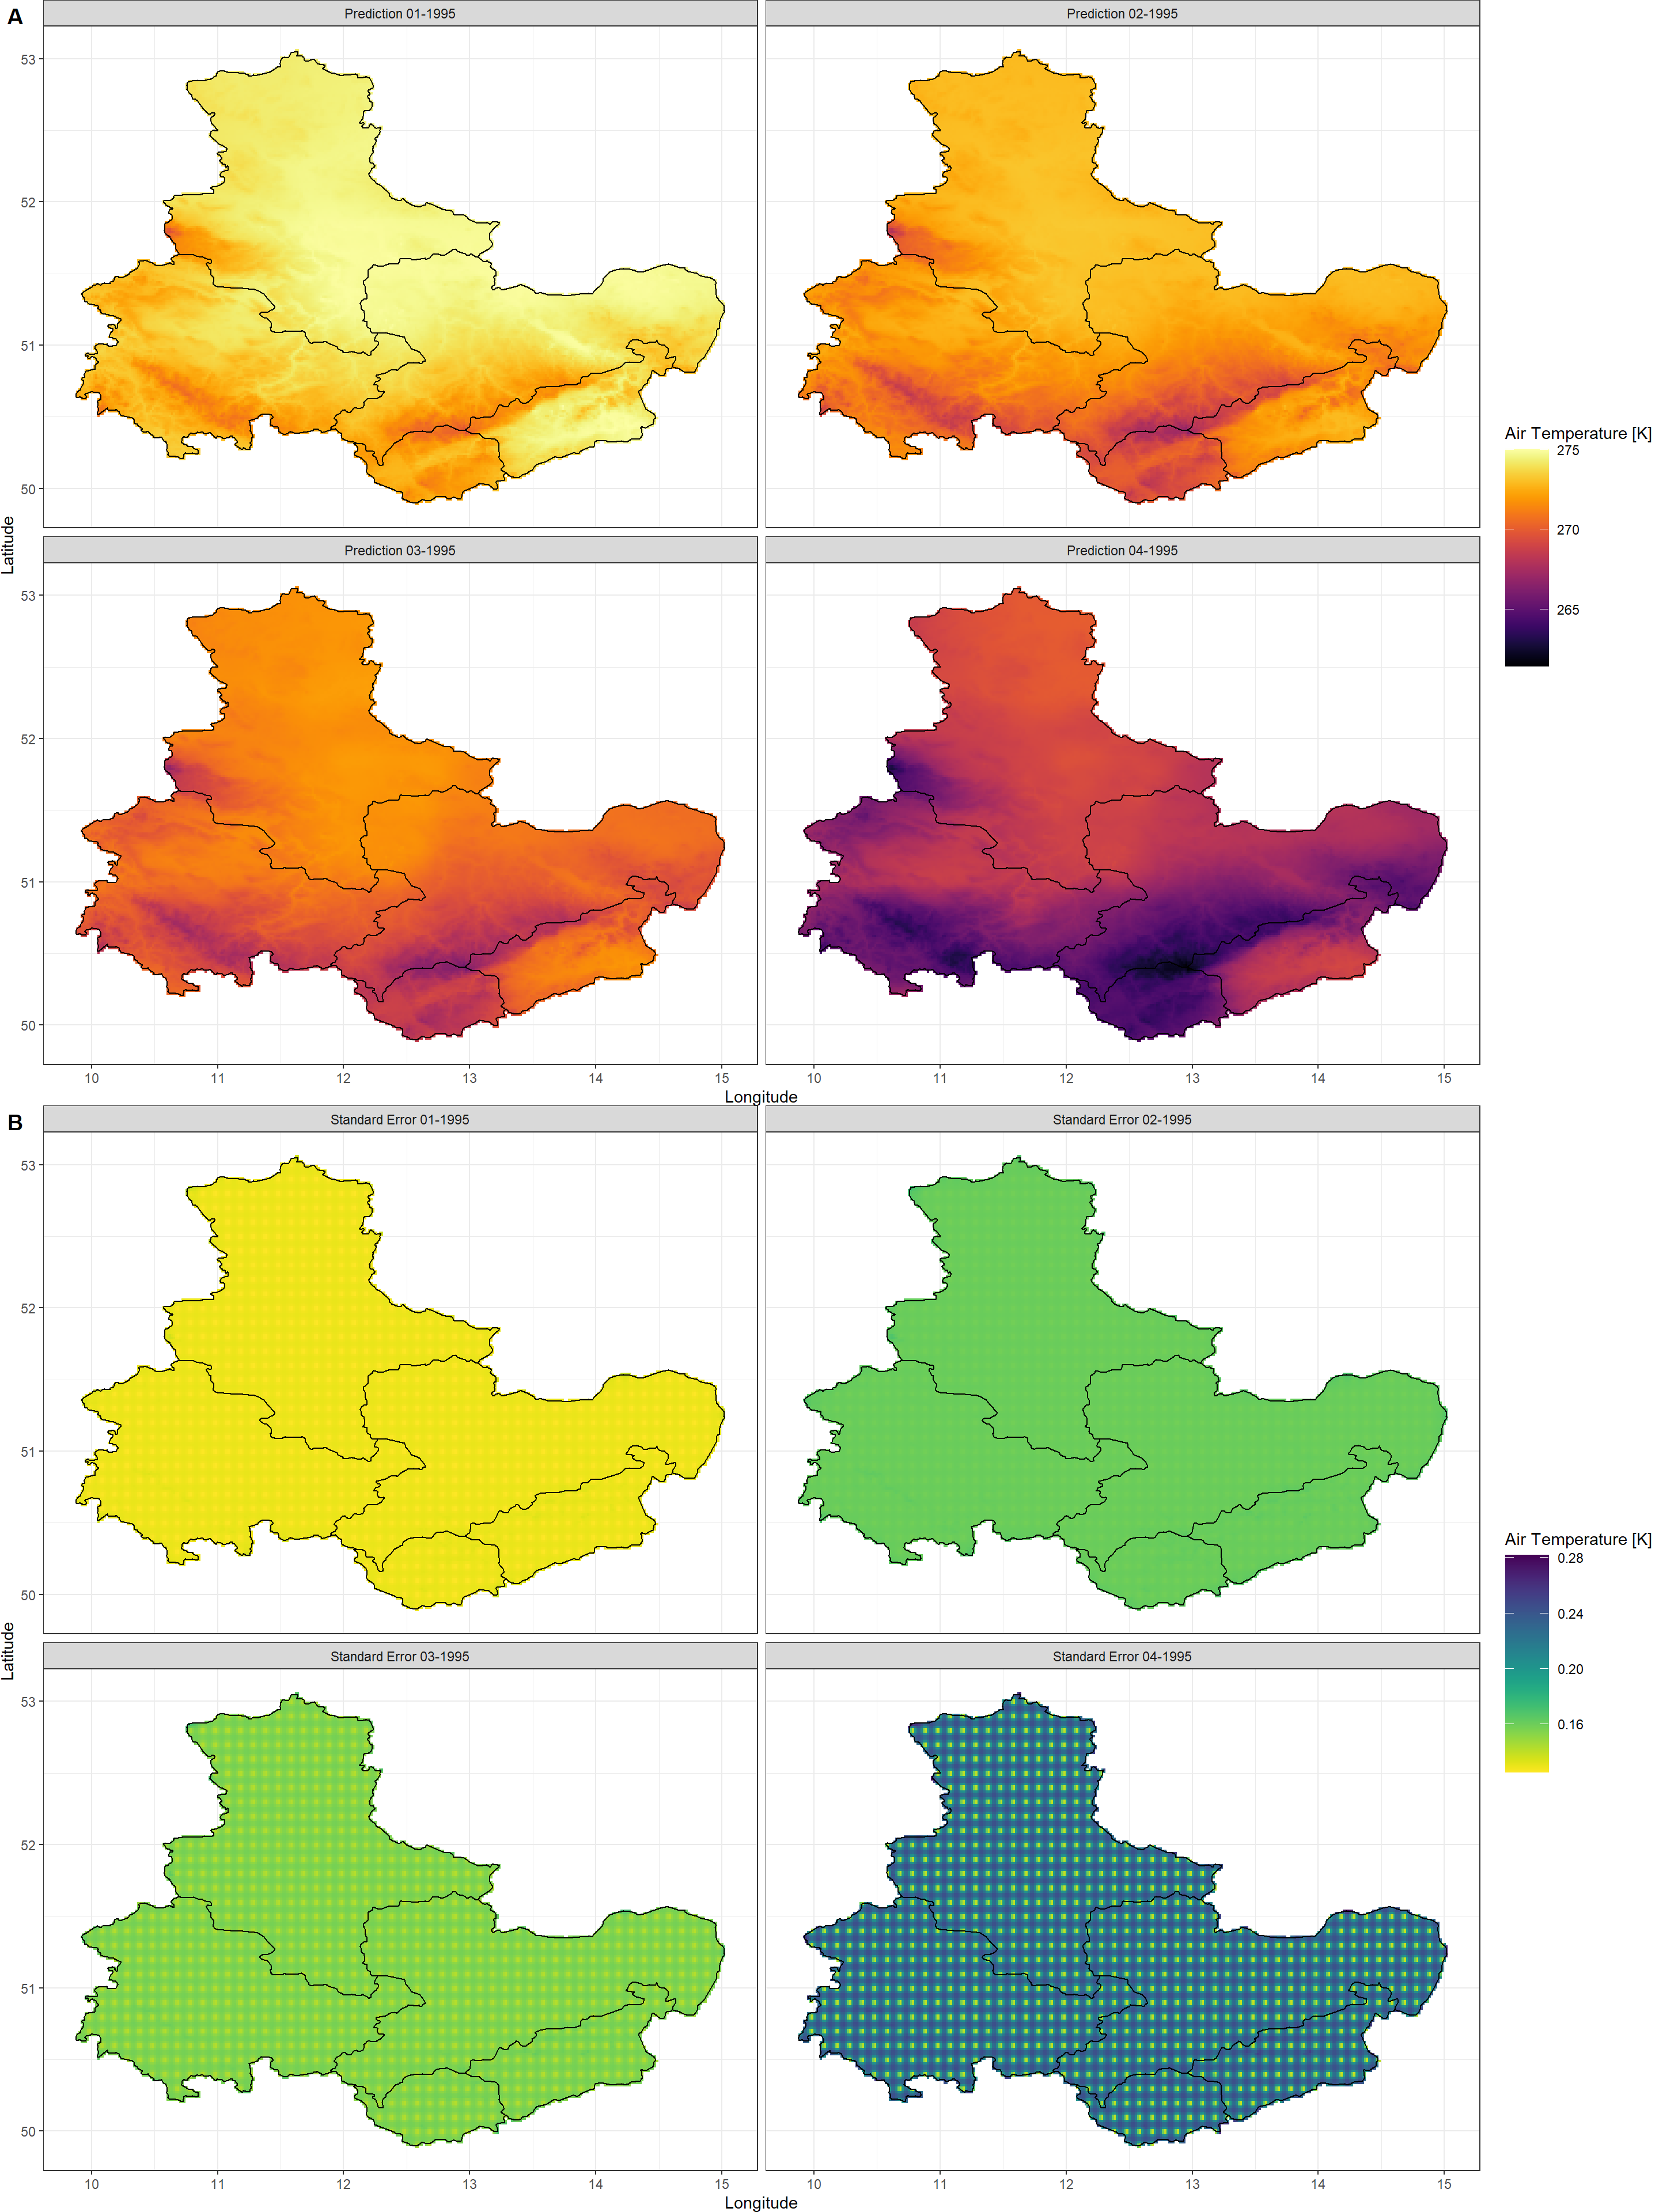 A
Prediction 01-1995
Prediction 02-1995
53
52
51
50
Prediction 03-1995
Prediction 04-1995
53
52
51
50
10 11 12 13 14 15
10 11 12 13 14 15
Latitude
Longitude
Air Temperature [K]
275
270
265
B
Standard Error 01-1995
Standard Error 02-1995
53
52
51
50
Standard Error 03-1995
Standard Error 04-1995
53
52
51
50
10 11 12 13 14 15
10 11 12 13 14 15
Latitude
Longitude
Air Temperature [K]
0.28
0.24
0.20
0.16